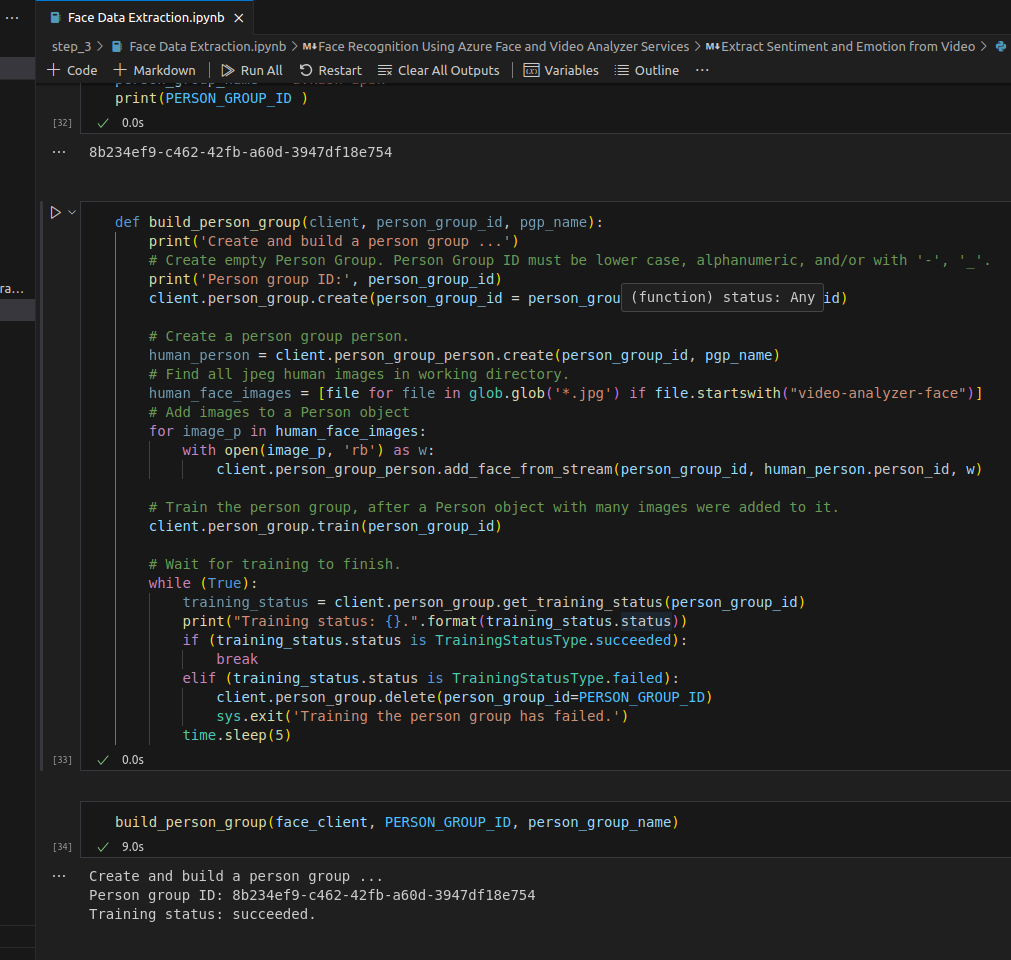 ...
Face Data Extraction.ipynb ×
step_3 > Face Data Extraction.ipynb > M↓Face Recognition Using Azure Face and Video Analyzer Services > M↓Extract Sentiment and Emotion from Video >
+ Code + Markdown | Run All Restart Clear All Outputs | Variables Outline ...
print(PERSON_GROUP_ID )
[32] ✓ 0.0s
... 8b234ef9-c462-42fb-a60d-3947df18e754
def build_person_group(client, person_group_id, pgp_name):
print('Create and build a person group ...')
# Create empty Person Group. Person Group ID must be lower case, alphanumeric, and/or with '-', '_'.
ra...
print('Person group ID:', person_group_id)
client.person_group.create(person_group_id = person_grou (function) status: Any id)
# Create a person group person.
human_person = client.person_group_person.create(person_group_id, pgp_name)
# Find all jpeg human images in working directory.
human_face_images = [file for file in glob.glob('*.jpg') if file.startswith("video-analyzer-face")]
# Add images to a Person object
for image_p in human_face_images:
with open(image_p, 'rb') as w:
client.person_group_person.add_face_from_stream(person_group_id, human_person.person_id, w)
# Train the person group, after a Person object with many images were added to it.
client.person_group.train(person_group_id)
# Wait for training to finish.
while (True):
training_status = client.person_group.get_training_status(person_group_id)
print("Training status: {}.".format(training_status.status))
if (training_status.status is TrainingStatusType.succeeded):
break
elif (training_status.status is TrainingStatusType.failed):
client.person_group.delete(person_group_id=PERSON_GROUP_ID)
sys.exit('Training the person group has failed.')
time.sleep(5)
[33] ✓ 0.0s
build_person_group(face_client, PERSON_GROUP_ID, person_group_name)
[34] ✓ 9.0s
... Create and build a person group ...
Person group ID: 8b234ef9-c462-42fb-a60d-3947df18e754
Training status: succeeded.